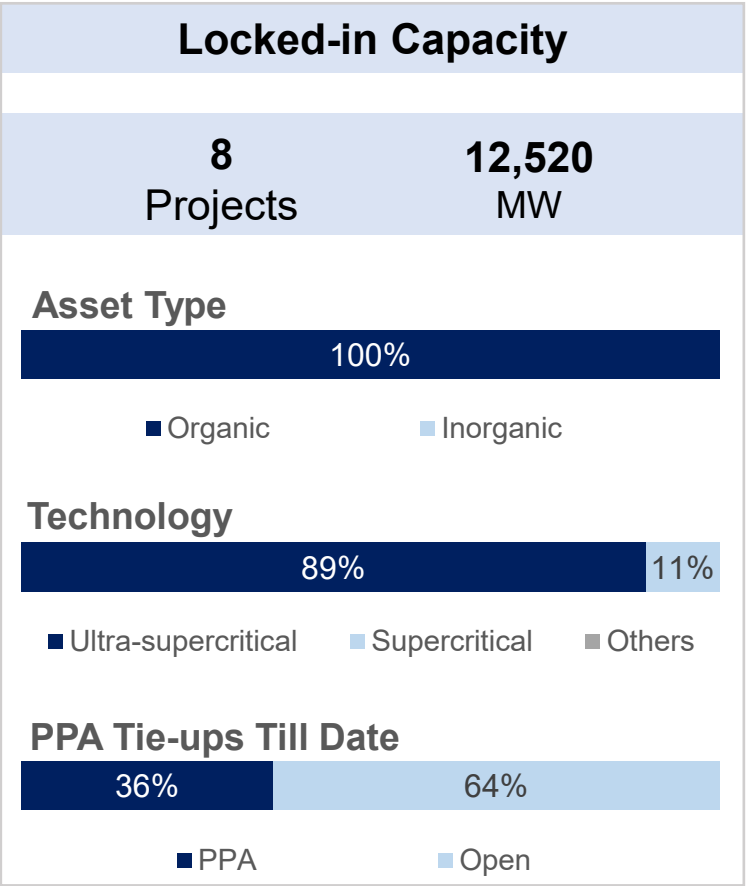 Locked-in Capacity
8 12,520
Projects MW
Asset Type
100%
Organic Inorganic
Technology
89% 11%
Ultra-supercritical Supercritical Others
PPA Tie-ups Till Date
36% 64%
PPA Open